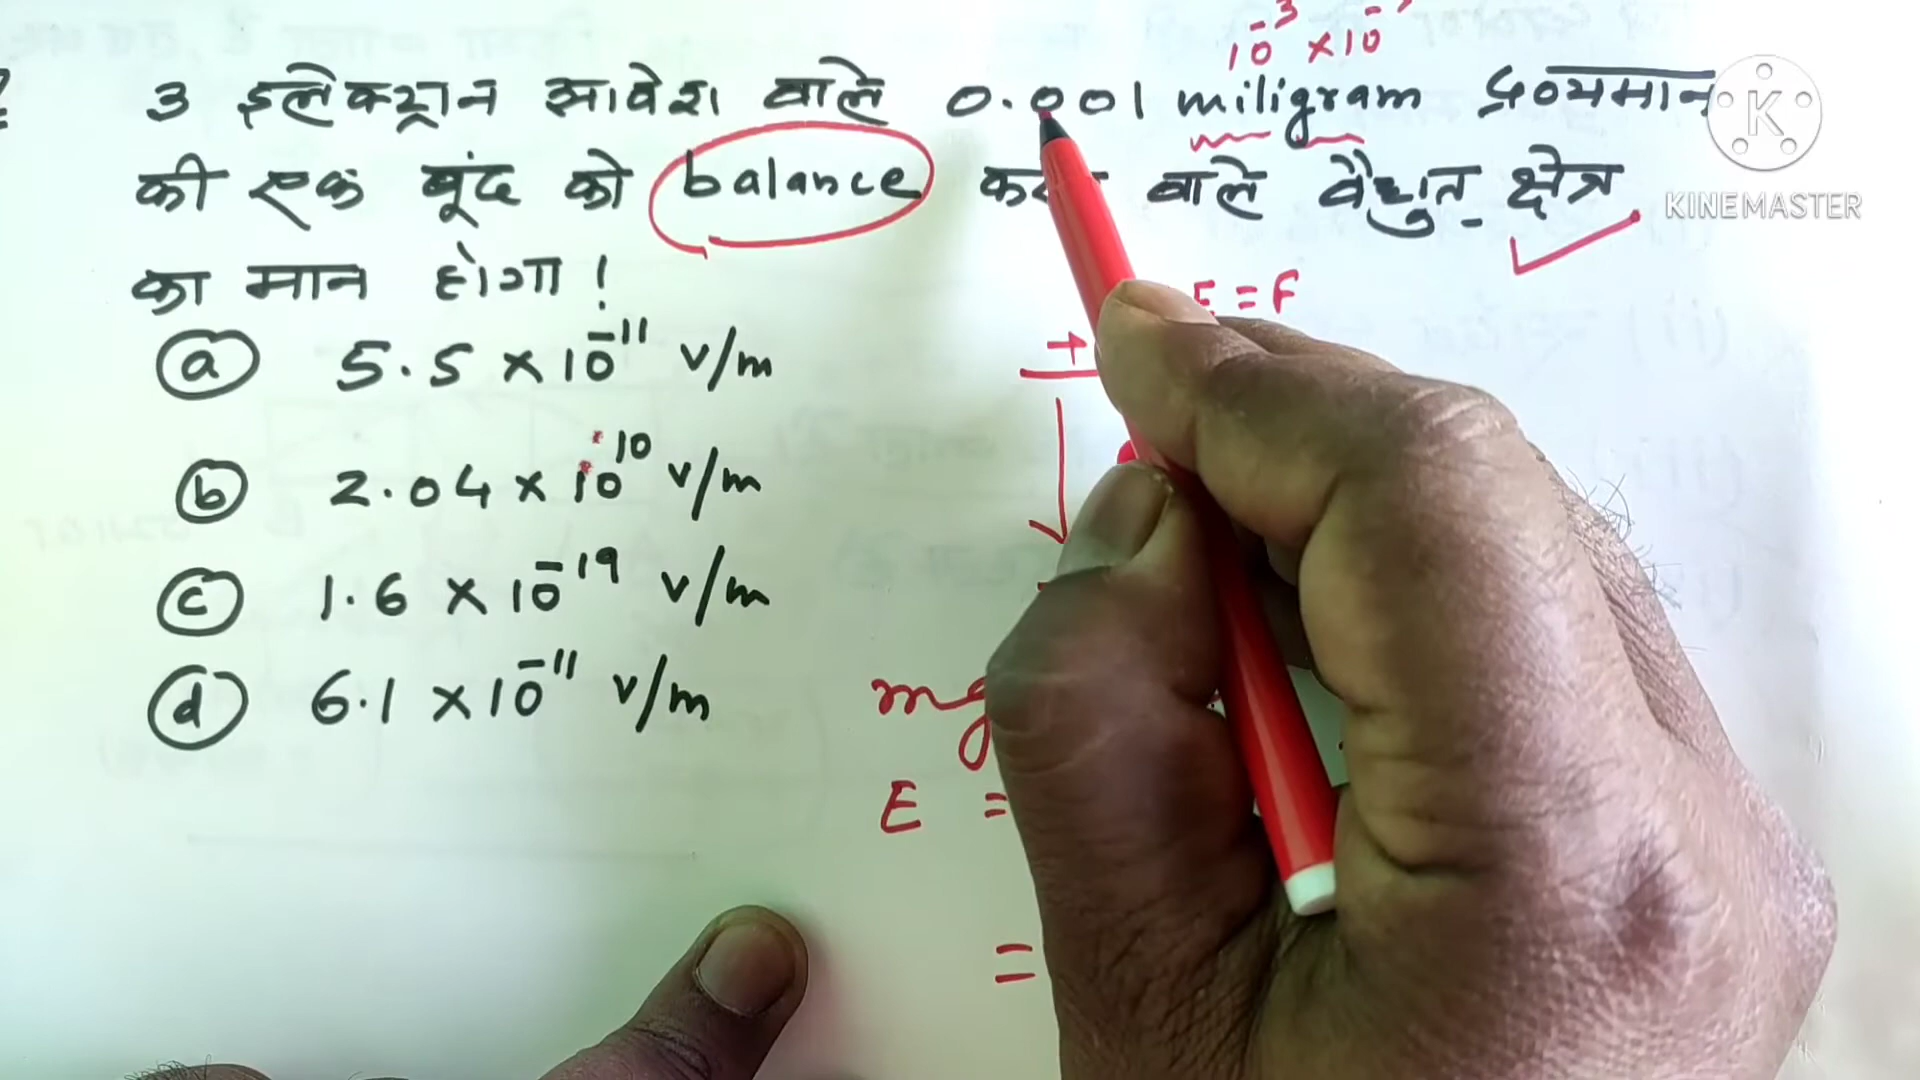 10⁻³ × 10⁻
3 इलेक्ट्रान आवेश वाले 0.001 miligram द्रव्यमान
की एक बूंद को balance वाले वैद्युत क्षेत्र
का मान होगा !
E = F
+
(a) 5.5 × 10⁻¹¹ v/m
(b) 2.04 × 10¹⁰ v/m
(c) 1.6 × 10⁻¹⁹ v/m
(d) 6.1 × 10⁻¹¹ v/m
mg
E =
=
K
KINEMASTER